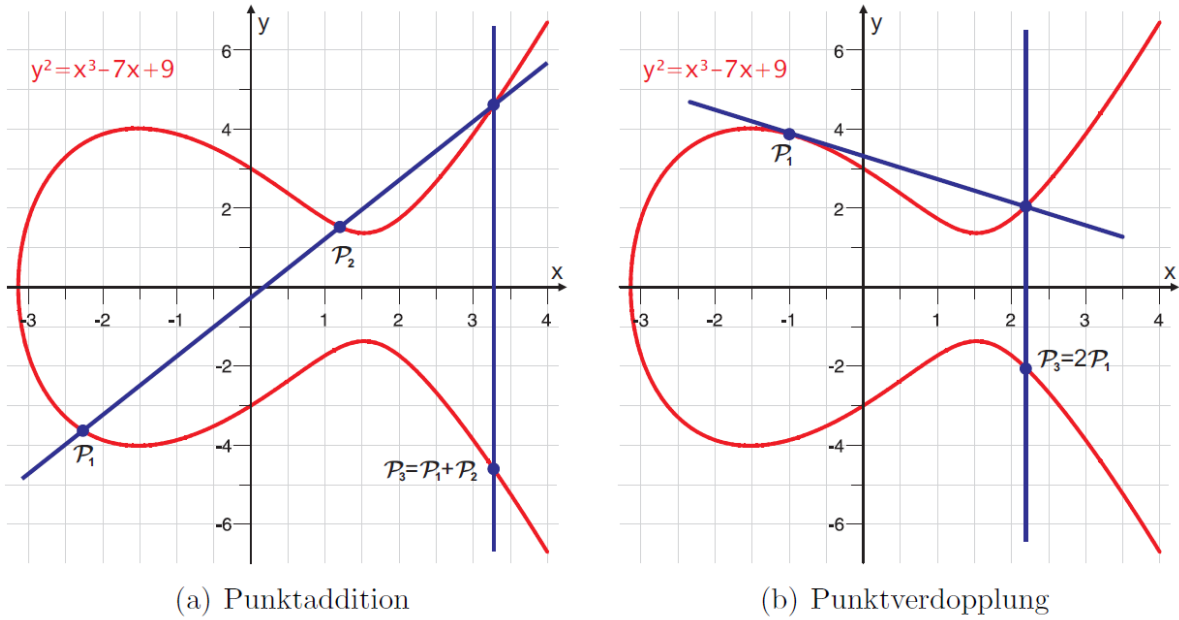 y
6
y²=x³-7x+9
4
2
𝒫₂
x
-3 -2 -1 1 2 3 4
-2
-4
𝒫₁
𝒫₃=𝒫₁+𝒫₂
-6
(a) Punktaddition
y
6
y²=x³-7x+9
4
𝒫₁
2
x
-3 -2 -1 1 2 3 4
-2
𝒫₃=2𝒫₁
-4
-6
(b) Punktverdopplung